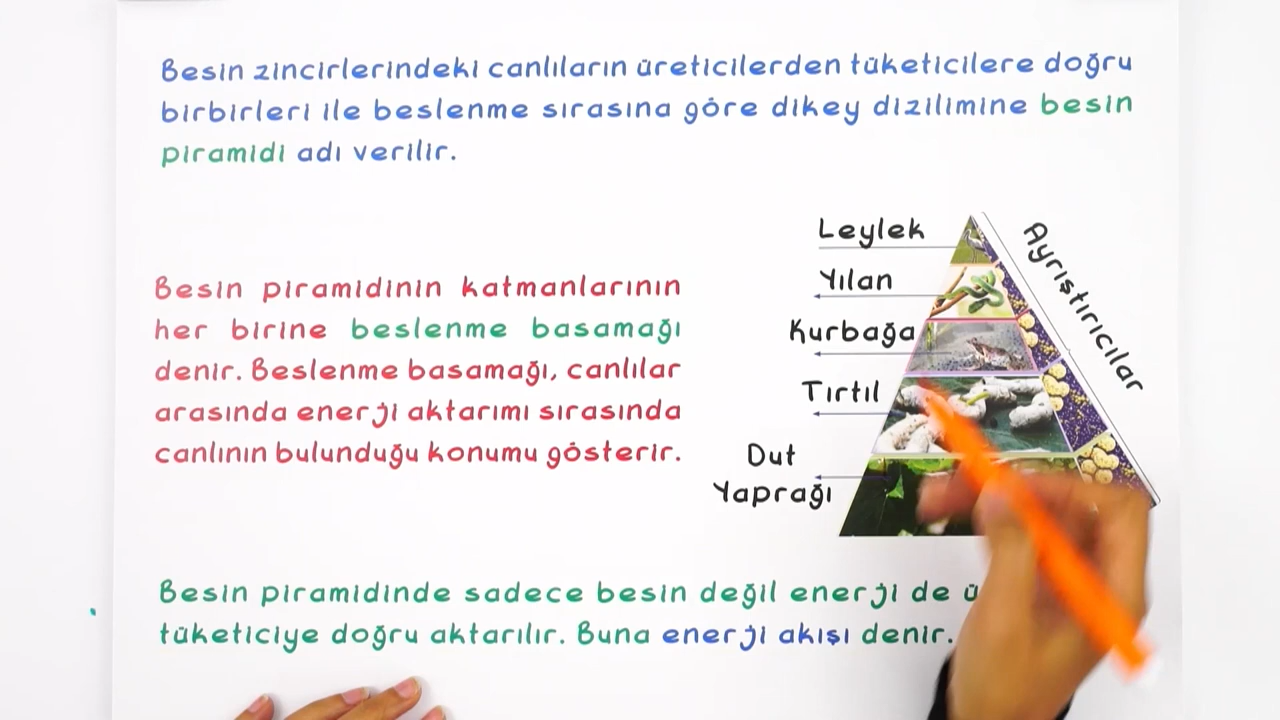 Besin zincirlerindeki canlıların üreticilerden tüketicilere doğru
birbirleri ile beslenme sırasına göre dikey dizilimine besin
piramidi adı verilir.
Besin piramidinin katmanlarının
her birine beslenme basamağı
denir. Beslenme basamağı, canlılar
arasında enerji aktarımı sırasında
canlının bulunduğu konumu gösterir.
Leylek
Yılan
Kurbağa
Tırtıl
Dut
Yaprağı
Ayrıştırıcılar
Besin piramidinde sadece besin değil enerji de
tüketiciye doğru aktarılır. Buna enerji akışı denir.